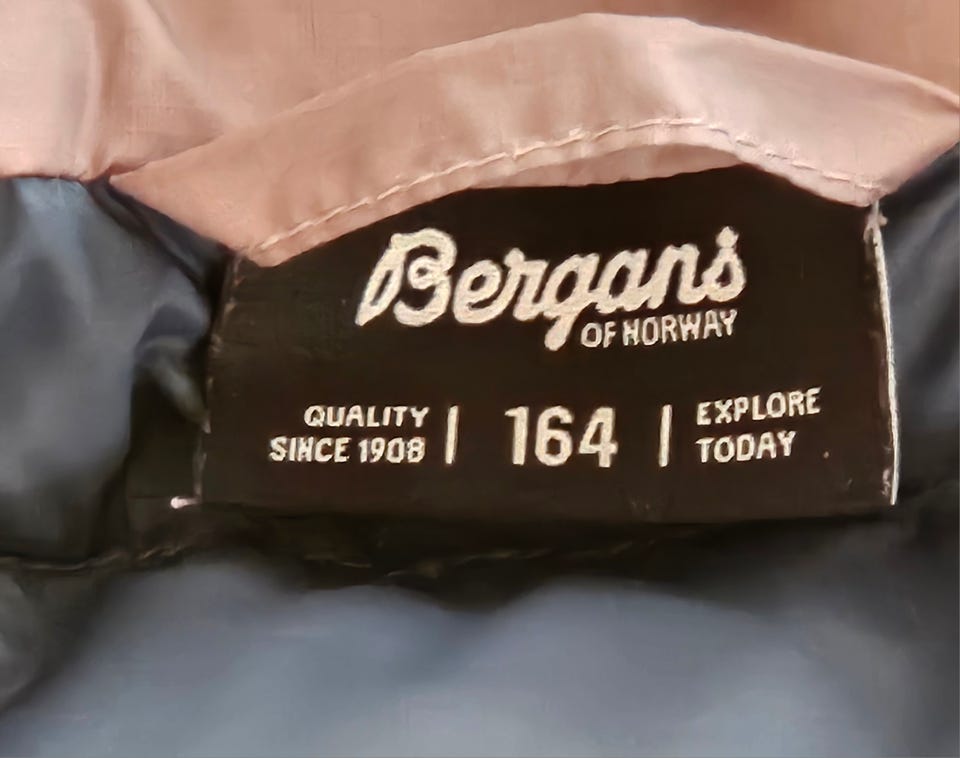 Bergans
OF NORWAY
QUALITY
SINCE 1908
164
EXPLORE
TODAY